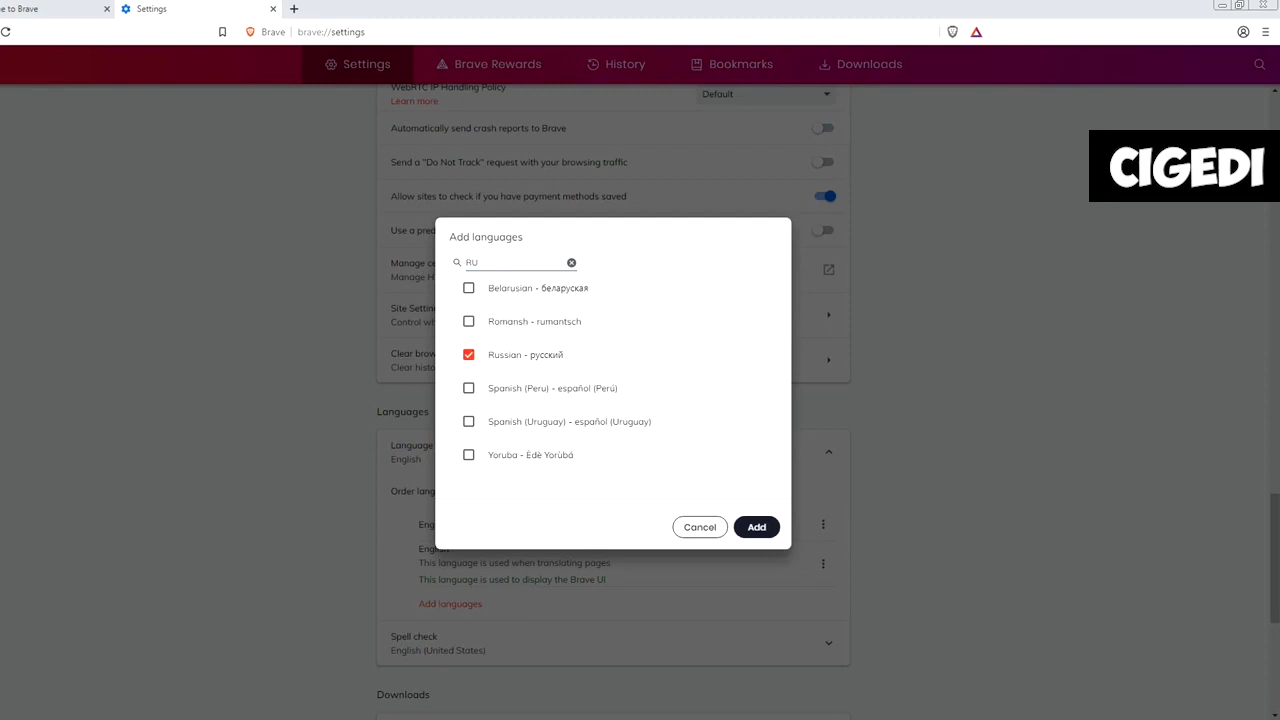 e to Brave
Settings
Brave
brave://settings
Settings
Brave Rewards
History
Bookmarks
Downloads
WebRTC IP Handling Policy
Default
Learn more
Automatically send crash reports to Brave
Send a "Do Not Track" request with your browsing traffic
CIGEDI
Allow sites to check if you have payment methods saved
Use a pred
Manage ce
Manage H
Site Settin
Control wh
Clear brow
Clear histo
Add languages
RU
Belarusian - беларуская
Romansh - rumantsch
Russian - русский
Spanish (Peru) - español (Perú)
Spanish (Uruguay) - español (Uruguay)
Yoruba - Èdè Yorùbá
Cancel
Add
Languages
Language
English
Order lang
Eng
English
This language is used when translating pages
This language is used to display the Brave UI
Add languages
Spell check
English (United States)
Downloads